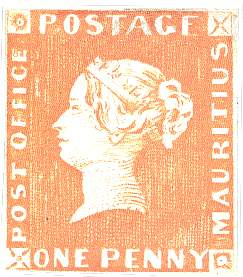 POSTAGE
POST OFFICE
MAURITIUS
ONE PENNY